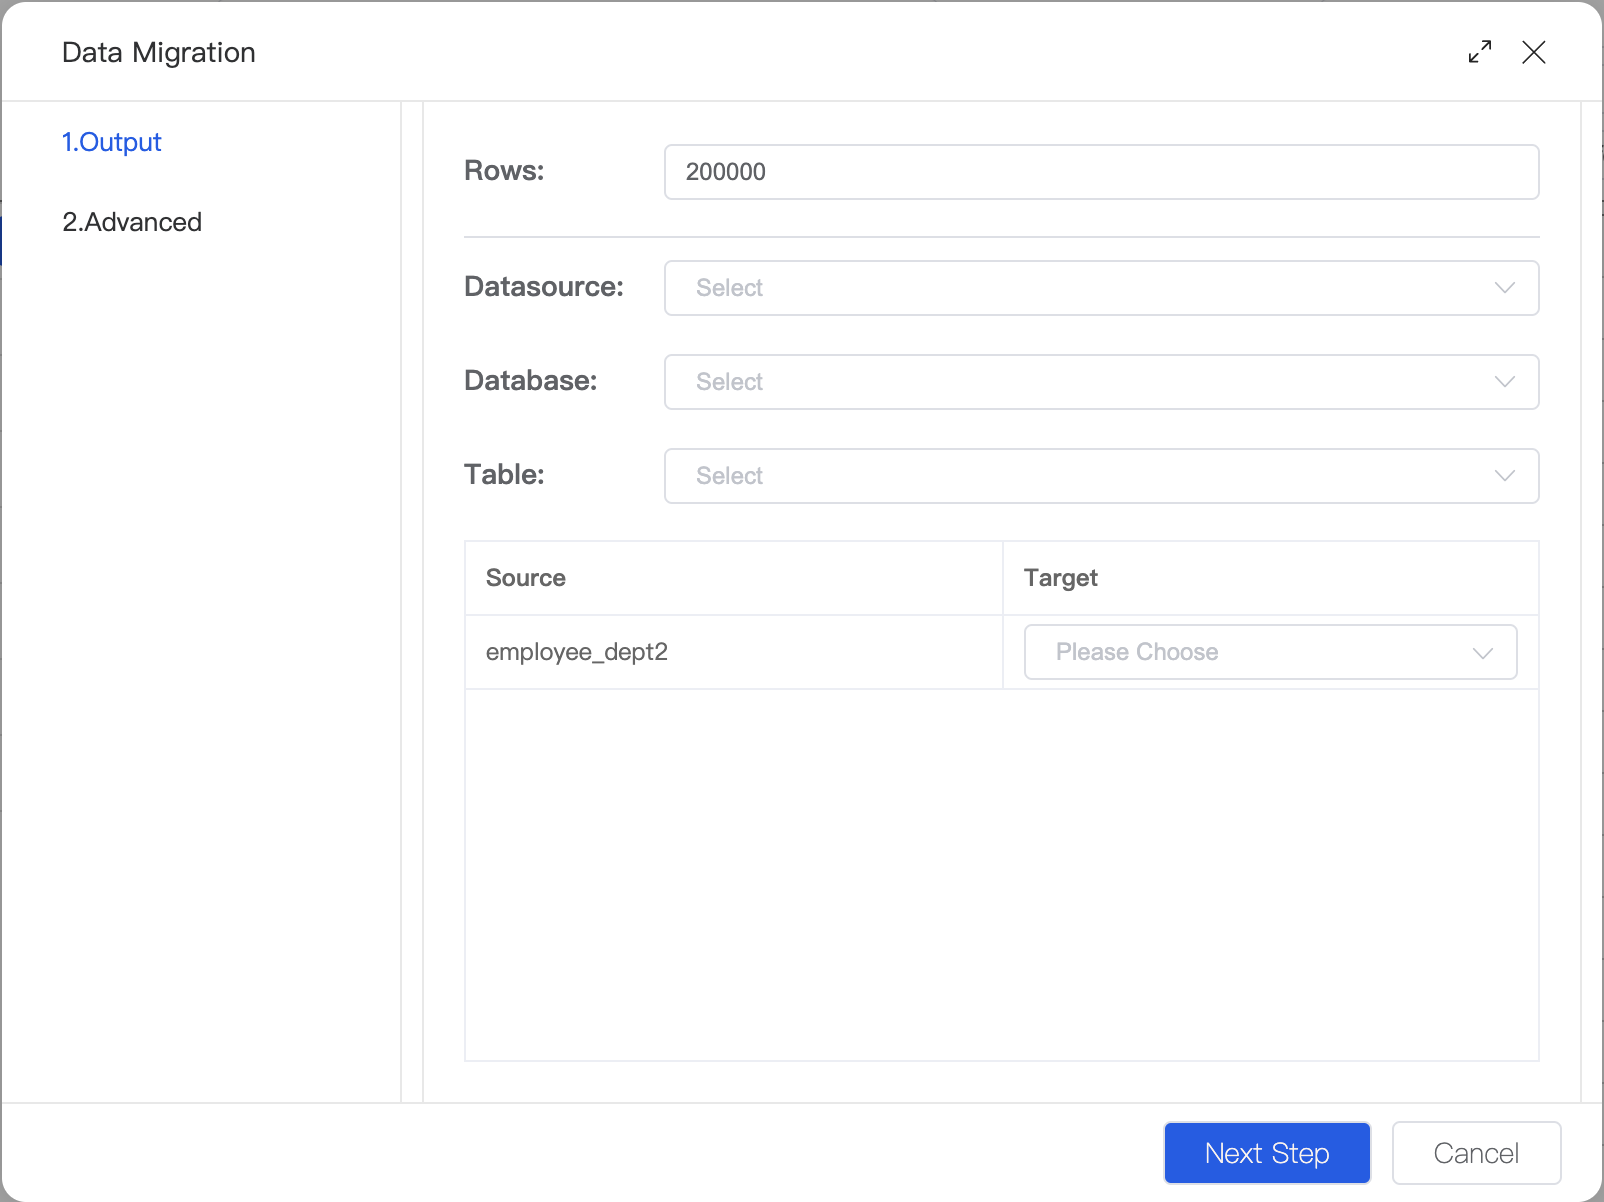 Data Migration
1.Output
2.Advanced
Rows: 200000
Datasource: Select
Database: Select
Table: Select
Source Target
employee_dept2 Please Choose
Next Step Cancel